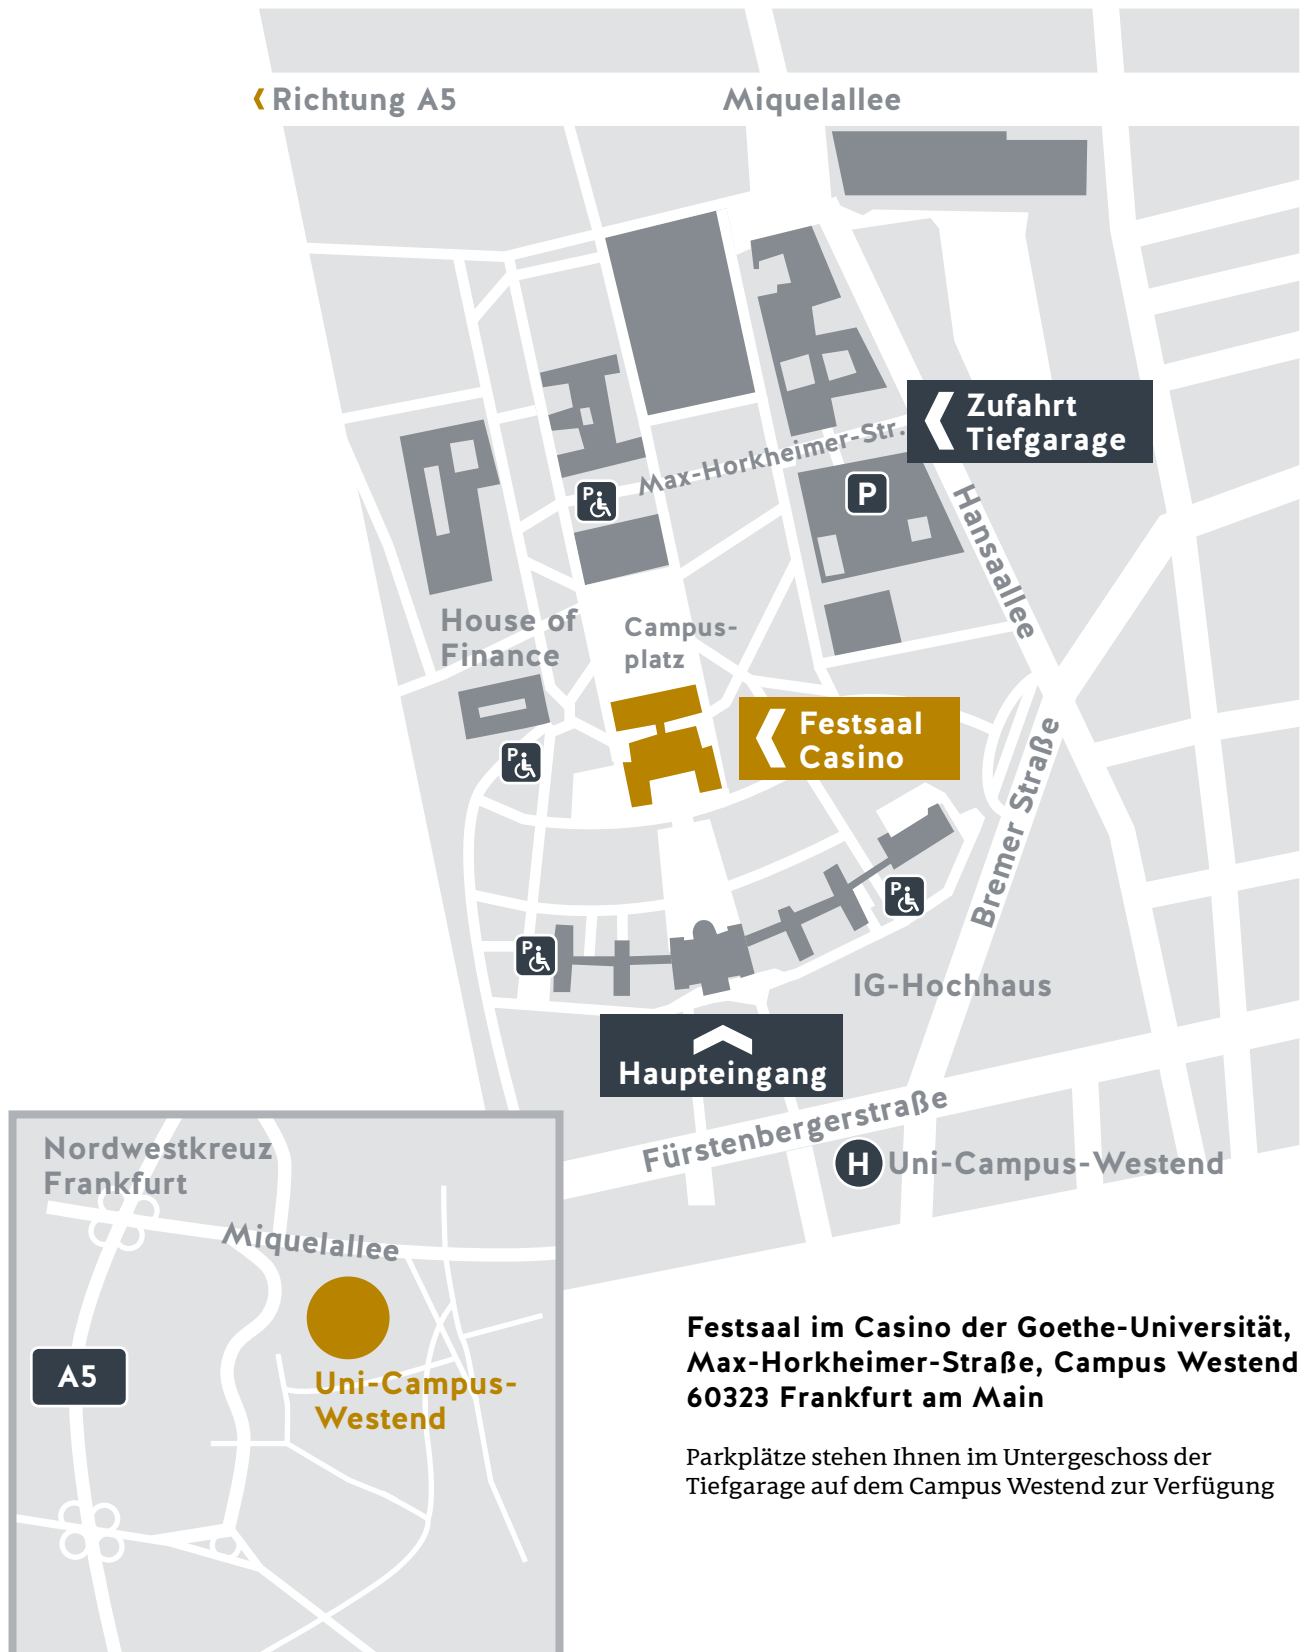 Richtung A5
Miquelallee
Zufahrt
Tiefgarage
Max-Horkheimer-Str.
P
P
Hansaallee
House of
Finance
Campus-
platz
Festsaal
Casino
P
Bremer Straße
P
P
IG-Hochhaus
Haupteingang
Fürstenbergerstraße
H Uni-Campus-Westend
Nordwestkreuz
Frankfurt
Miquelallee
A5
Uni-Campus-
Westend
Festsaal im Casino der Goethe-Universität,
Max-Horkheimer-Straße, Campus Westend
60323 Frankfurt am Main
Parkplätze stehen Ihnen im Untergeschoss der
Tiefgarage auf dem Campus Westend zur Verfügung